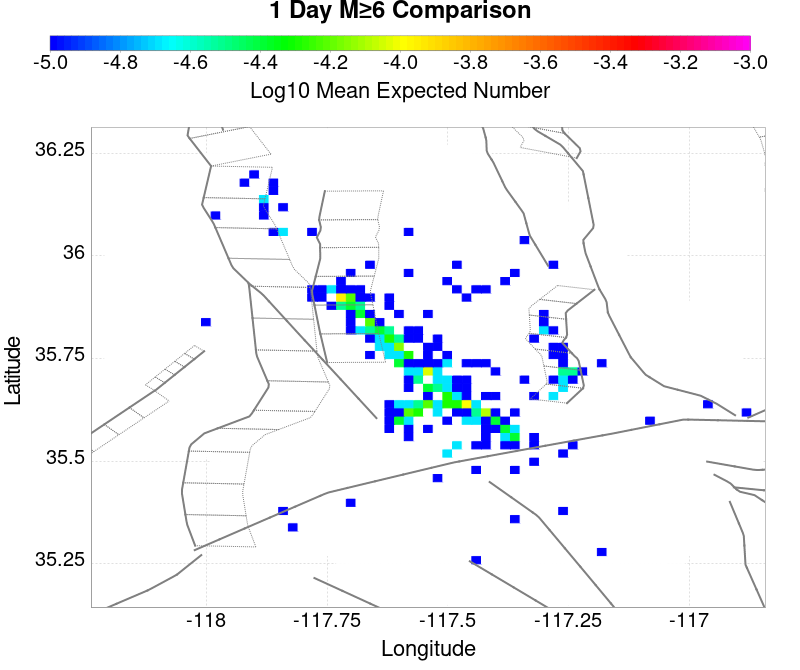 1 Day M≥6 Comparison
-5.0 -4.8 -4.6 -4.4 -4.2 -4.0 -3.8 -3.6 -3.4 -3.2 -3.0
Log10 Mean Expected Number
36.25
36
35.75
35.5
35.25
Latitude
-118 -117.75 -117.5 -117.25 -117
Longitude